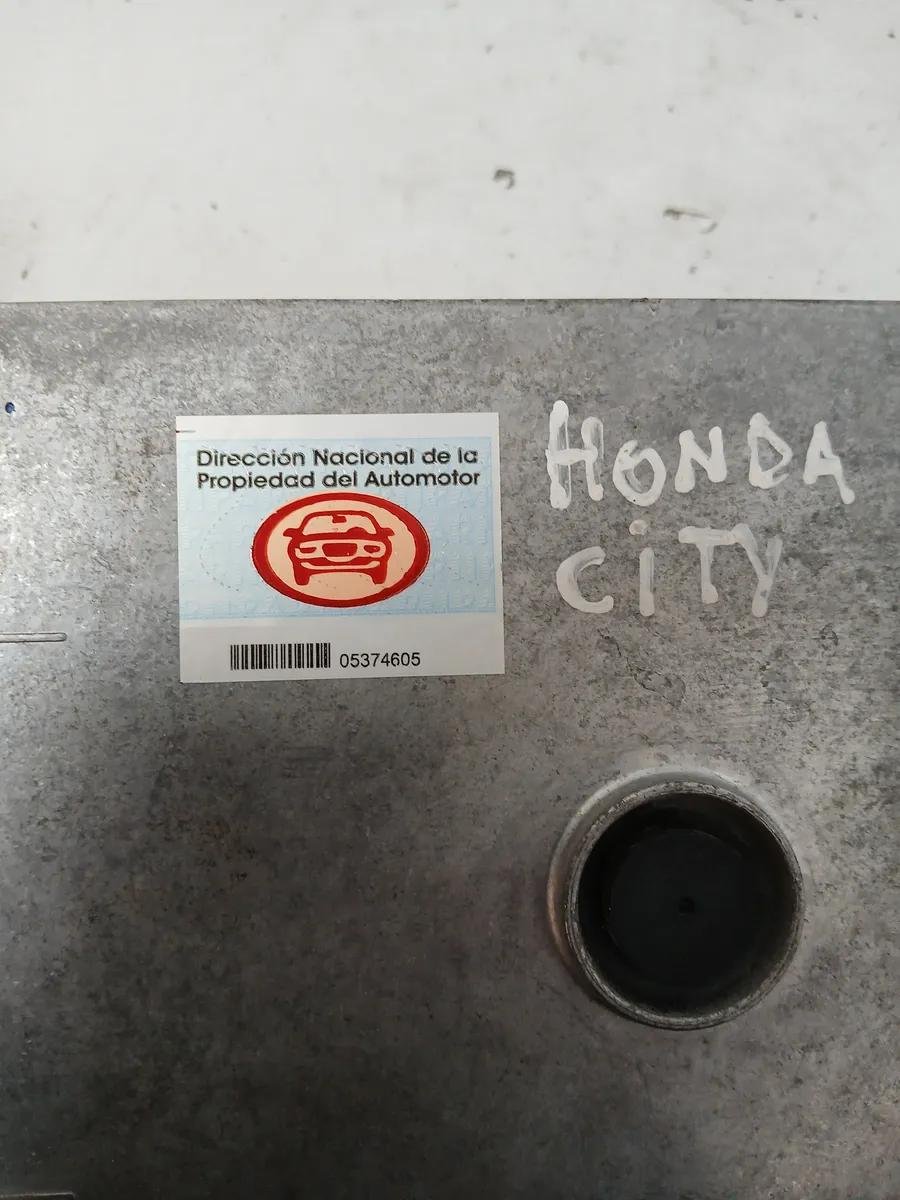 Dirección Nacional de la
Propiedad del Automotor
05374605
HONDA
CiTY